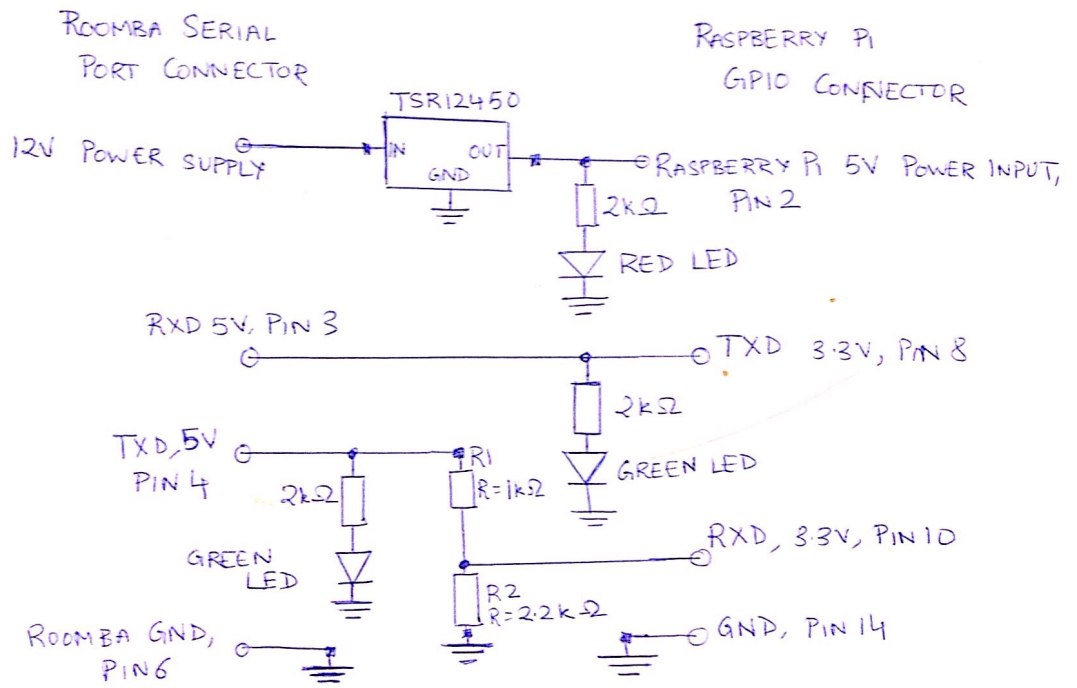 ROOMBA SERIAL
PORT CONNECTOR
RASPBERRY Pi
GPIO CONNECTOR
TSR12450
12V POWER SUPPLY
IN
OUT
GND
RASPBERRY Pi 5V POWER INPUT,
PIN 2
2kΩ
RED LED
RXD 5V, PIN 3
TXD 3.3V, PIN 8
2kΩ
GREEN LED
TXD, 5V
PIN 4
2kΩ
GREEN
LED
R1
R=1kΩ
RXD, 3.3V, PIN 10
R2
R=2.2kΩ
ROOMBA GND,
PIN 6
GND, PIN 14